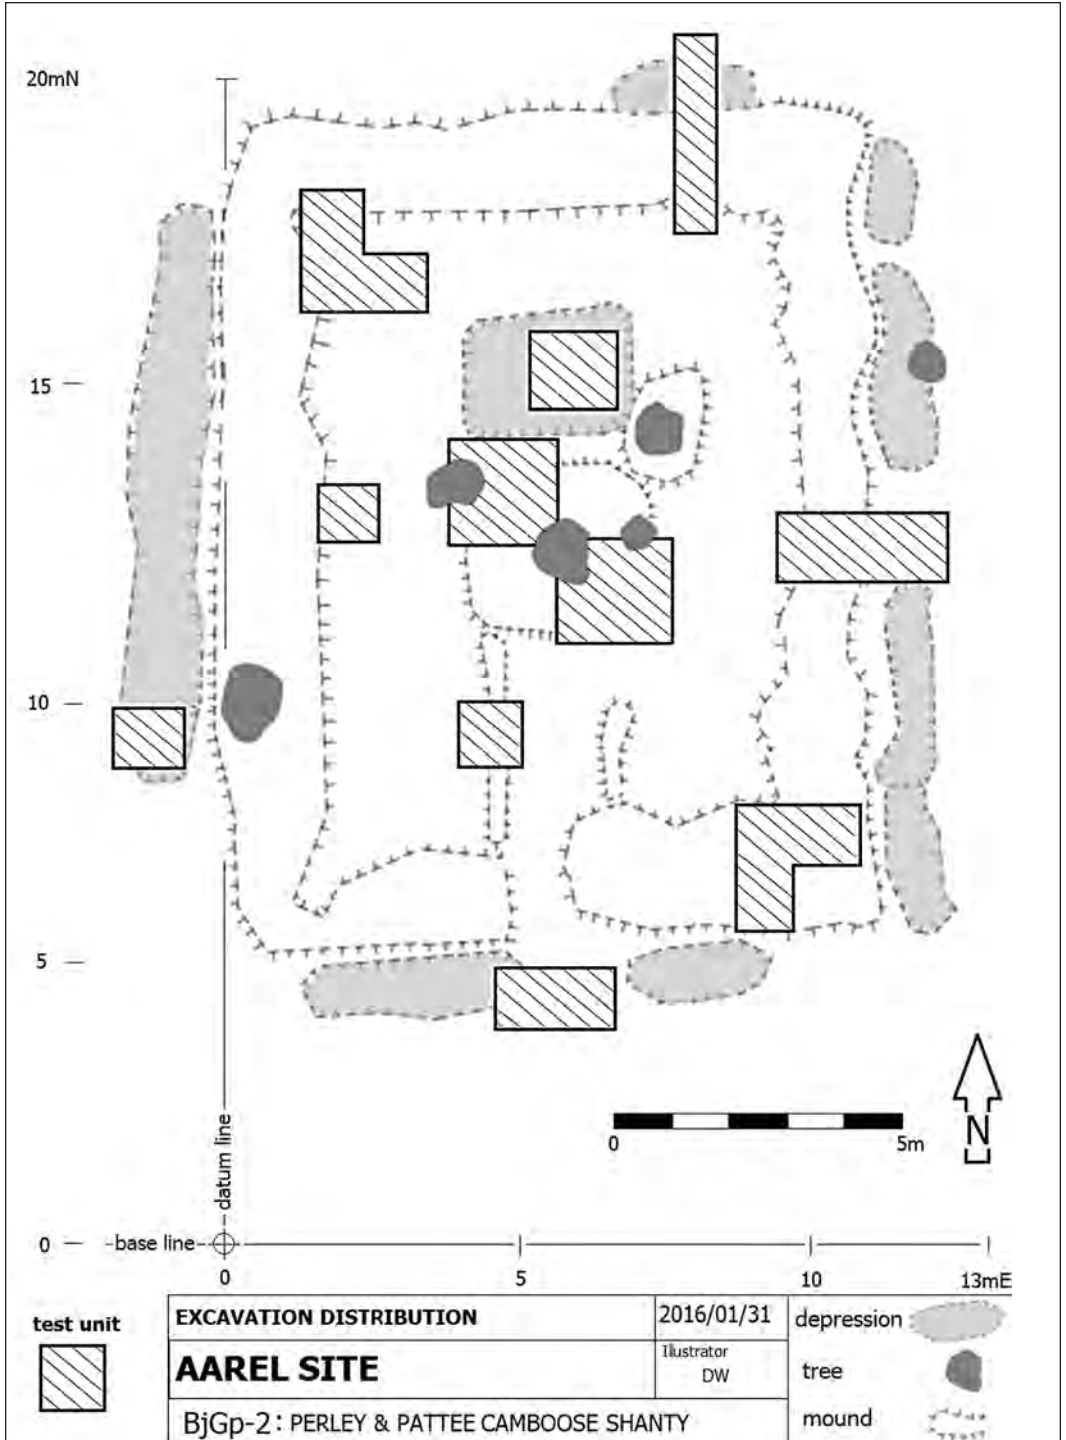 20mN
15
10
5
datum line
0
5m
N
0
base line
0
5
10
13mE
test unit
EXCAVATION DISTRIBUTION
2016/01/31
depression
AAREL SITE
Illustrator
DW
tree
BjGp-2: PERLEY & PATTEE CAMBOOSE SHANTY
mound